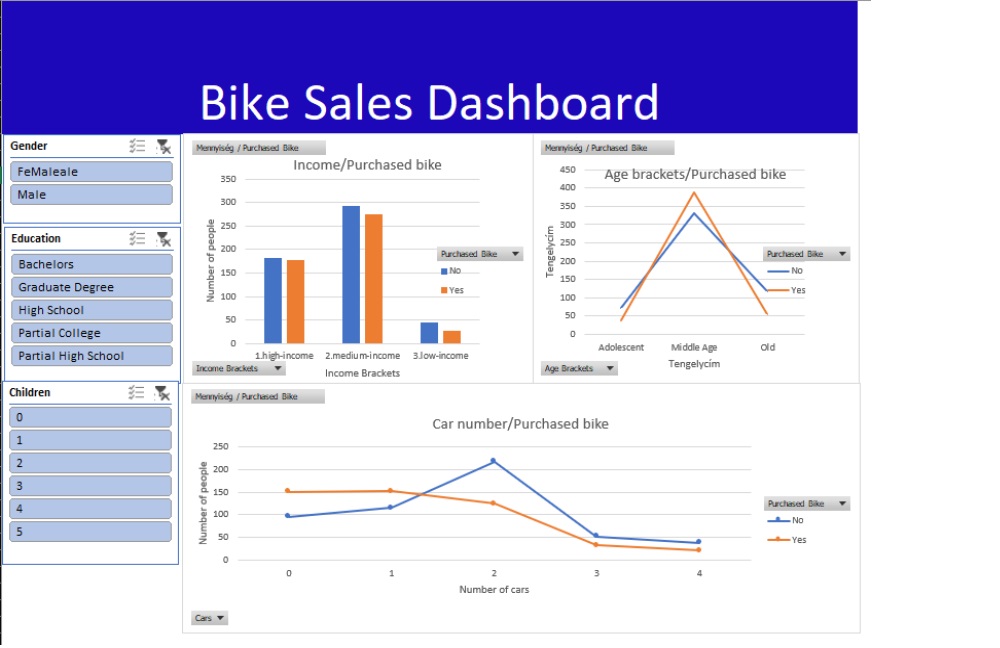 Bike Sales Dashboard
Gender
FeMaleale
Male
Education
Bachelors
Graduate Degree
High School
Partial College
Partial High School
Children
0
1
2
3
4
5
Mennyiség / Purchased Bike
Income/Purchased bike
350
300
250
200
150
100
50
0
Number of people
1.high-income 2.medium-income 3.low-income
Income Brackets
Income Brackets
Purchased Bike
No
Yes
Mennyiség / Purchased Bike
Age brackets/Purchased bike
450
400
350
300
250
200
150
100
50
0
Tengelycím
Adolescent Middle Age Old
Tengelycím
Age Brackets
Purchased Bike
No
Yes
Mennyiség / Purchased Bike
Car number/Purchased bike
250
200
150
100
50
0
Number of people
0 1 2 3 4
Number of cars
Purchased Bike
No
Yes
Cars